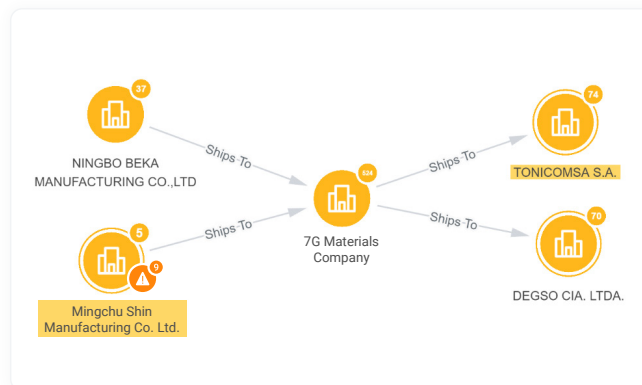 37
NINGBO BEKA
MANUFACTURING CO.,LTD
Ships To
5
9
Mingchu Shin
Manufacturing Co. Ltd.
Ships To
324
7G Materials
Company
Ships To
74
TONICOMSA S.A.
Ships To
70
DEGSO CIA. LTDA.